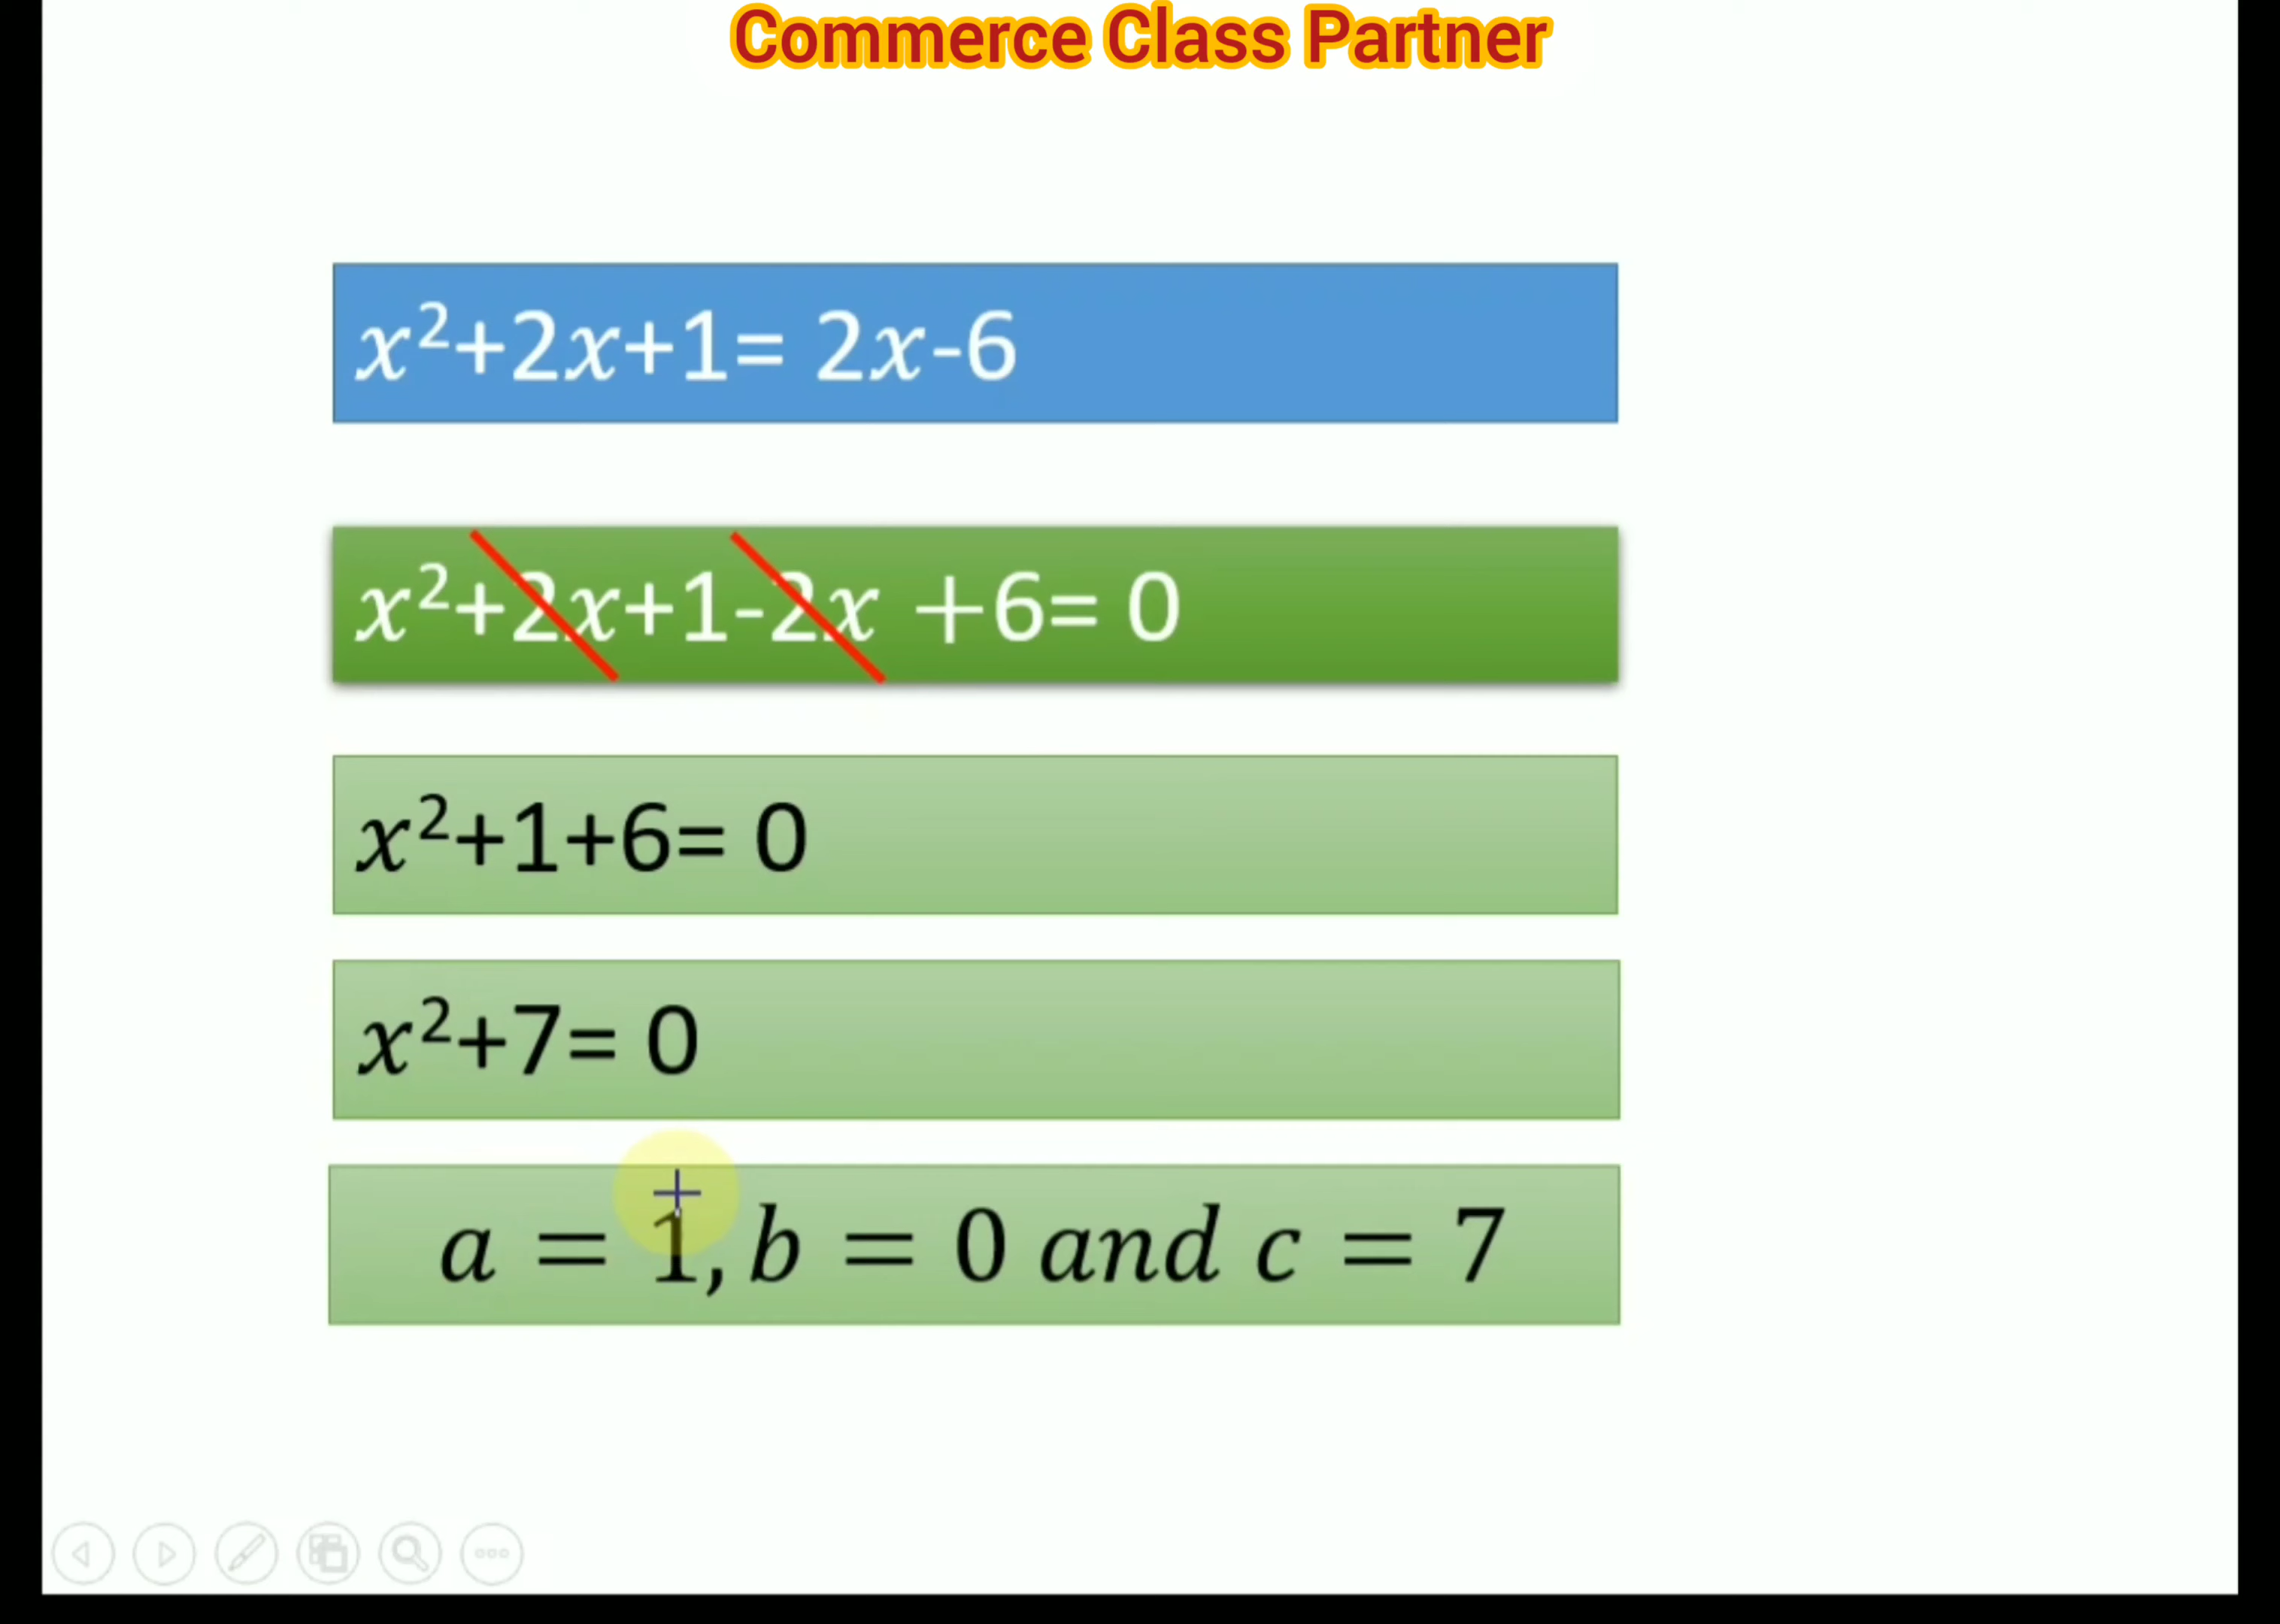 Commerce Class Partner
x²+2x+1= 2x-6
x²+2x+1-2x +6= 0
x²+1+6= 0
x²+7= 0
a = 1, b = 0 and c = 7